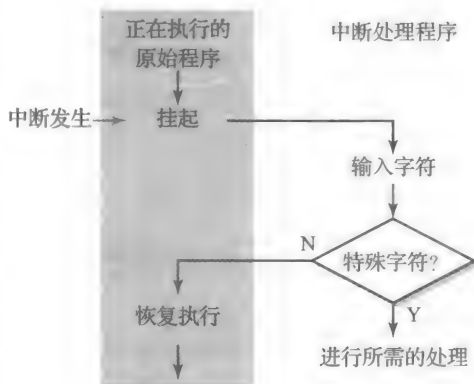 正在执行的
原始程序
中断处理程序
中断发生
挂起
输入字符
特殊字符?
N
Y
恢复执行
进行所需的处理